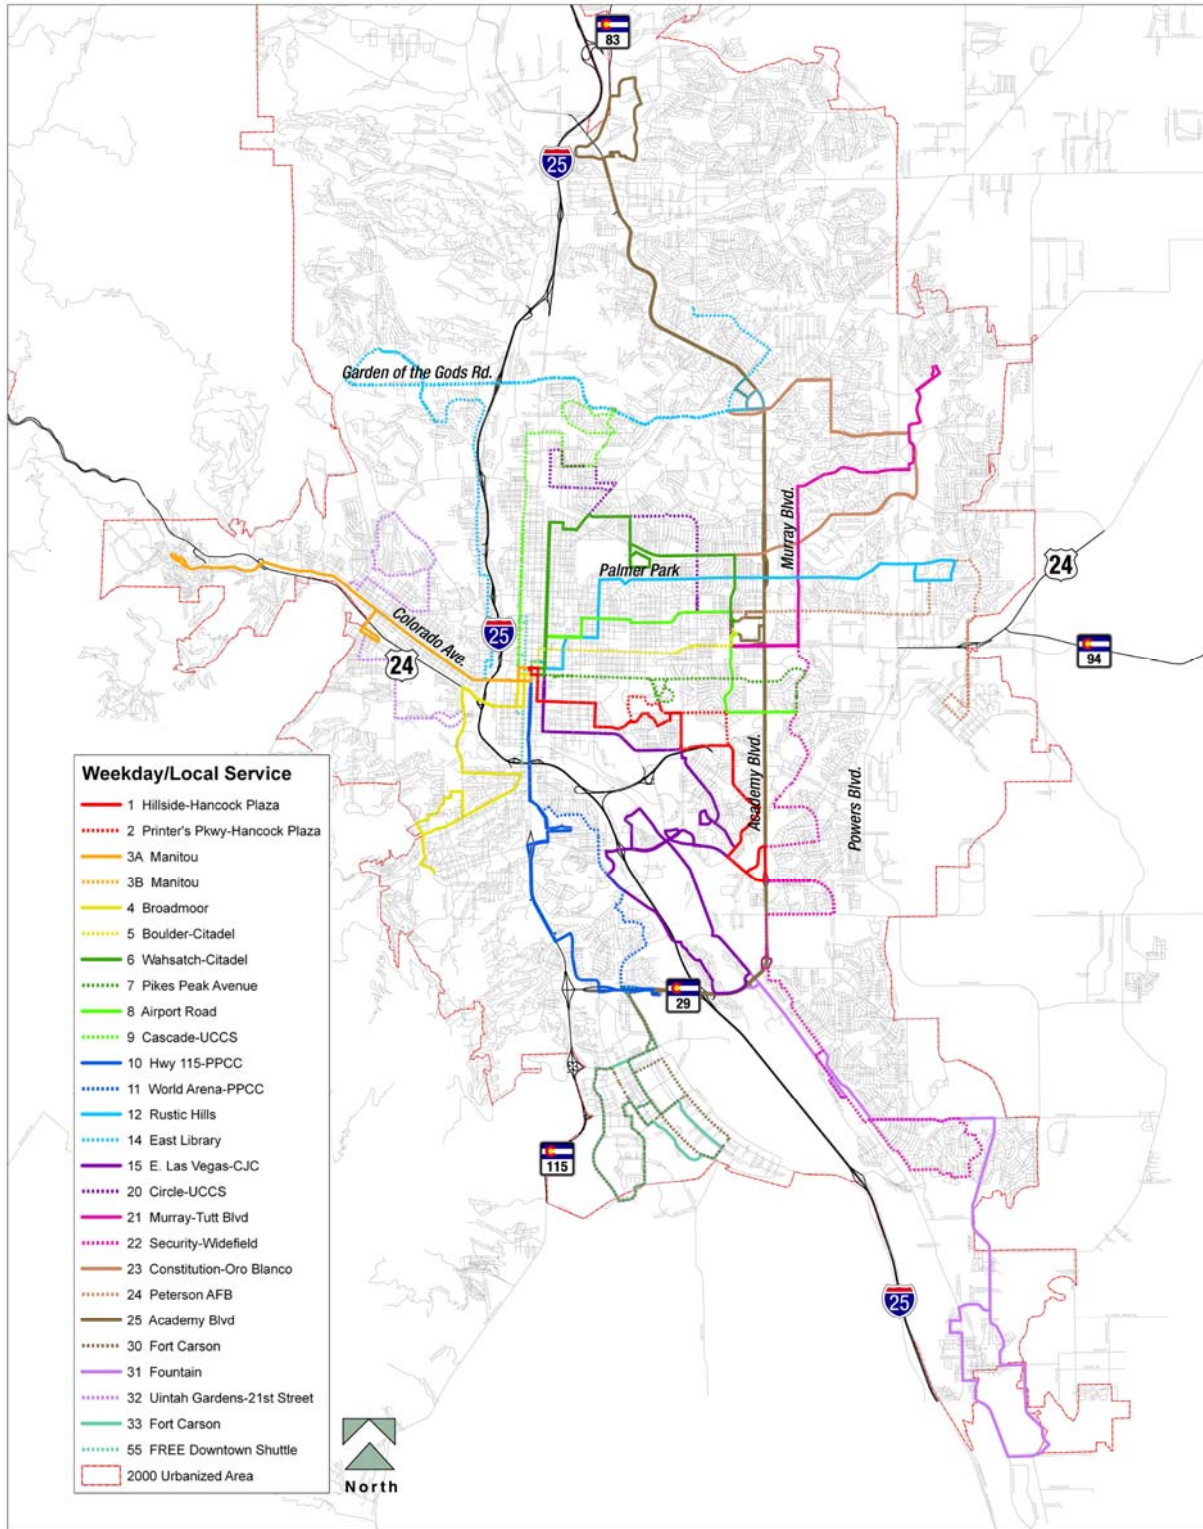 83
25
Garden of the Gods Rd.
Murray Blvd.
24
Palmer Park
Colorado Ave.
25
24
94
Academy Blvd.
Powers Blvd.
29
115
25
Weekday/Local Service
1 Hillside-Hancock Plaza
2 Printer's Pkwy-Hancock Plaza
3A Manitou
3B Manitou
4 Broadmoor
5 Boulder-Citadel
6 Wahsatch-Citadel
7 Pikes Peak Avenue
8 Airport Road
9 Cascade-UCCS
10 Hwy 115-PPCC
11 World Arena-PPCC
12 Rustic Hills
14 East Library
15 E. Las Vegas-CJC
20 Circle-UCCS
21 Murray-Tutt Blvd
22 Security-Widefield
23 Constitution-Oro Blanco
24 Peterson AFB
25 Academy Blvd
30 Fort Carson
31 Fountain
32 Uintah Gardens-21st Street
33 Fort Carson
55 FREE Downtown Shuttle
2000 Urbanized Area
North